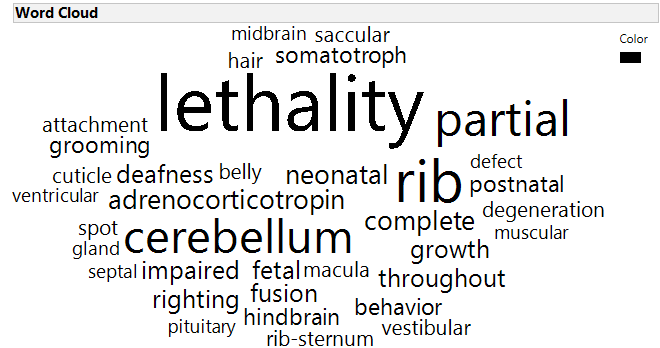 Word Cloud
Color
midbrain saccular
hair somatotroph
lethality partial
attachment
grooming
cuticle deafness belly neonatal rib defect
postnatal
ventricular adrenocorticotropin degeneration
spot cerebellum complete muscular
gland growth
septal impaired fetal macula throughout
righting fusion behavior
pituitary hindbrain vestibular
rib-sternum